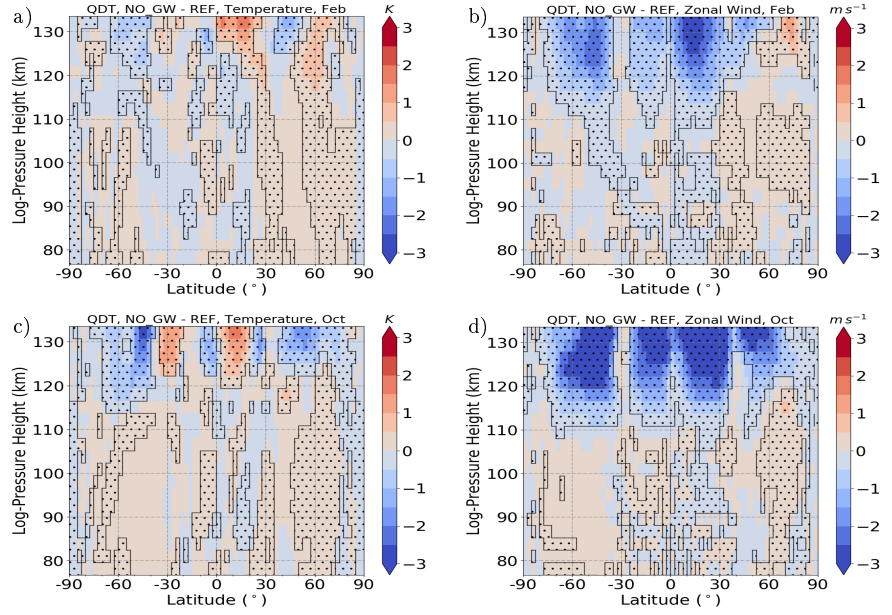 a)
QDT, NO_GW - REF, Temperature, Feb
K
130
120
110
100
90
80
Log-Pressure Height (km)
-90 -60 -30 0 30 60 90
Latitude (°)
3
2
1
0
−1
−2
−3
b)
QDT, NO_GW - REF, Zonal Wind, Feb
m s⁻¹
130
120
110
100
90
80
Log-Pressure Height (km)
-90 -60 -30 0 30 60 90
Latitude (°)
3
2
1
0
−1
−2
−3
c)
QDT, NO_GW - REF, Temperature, Oct
K
130
120
110
100
90
80
Log-Pressure Height (km)
-90 -60 -30 0 30 60 90
Latitude (°)
3
2
1
0
−1
−2
−3
d)
QDT, NO_GW - REF, Zonal Wind, Oct
m s⁻¹
130
120
110
100
90
80
Log-Pressure Height (km)
-90 -60 -30 0 30 60 90
Latitude (°)
3
2
1
0
−1
−2
−3